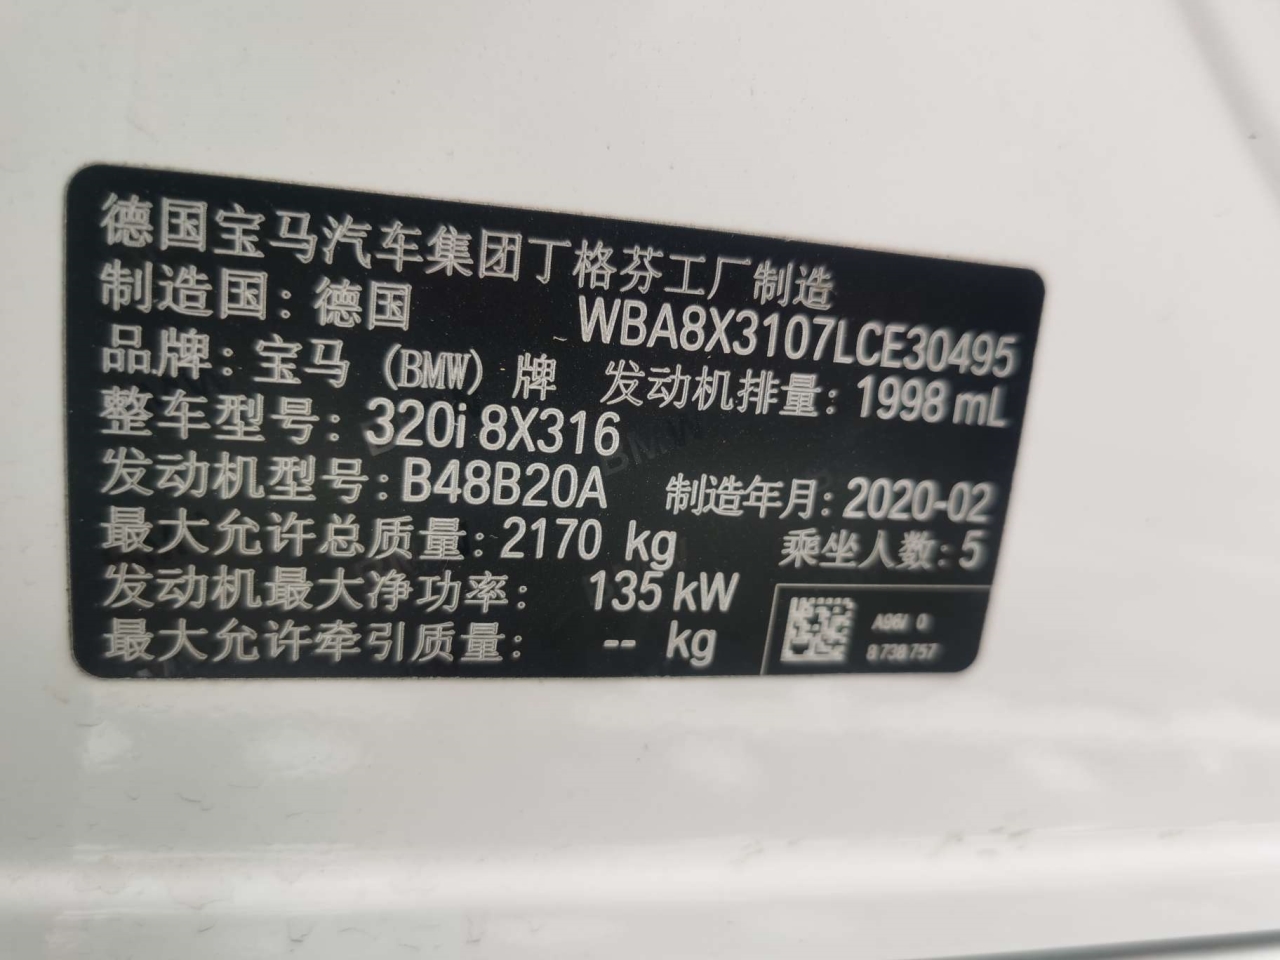 德国宝马汽车集团丁格芬工厂制造
制造国：德国 WBA8X3107LCE30495
品牌：宝马 (BMW) 牌 发动机排量：1998 mL
整车型号：320i 8X316
发动机型号：B48B20A 制造年月：2020-02
最大允许总质量：2170 kg 乘坐人数：5
发动机最大净功率： 135 kW
最大允许牵引质量： -- kg
8738757